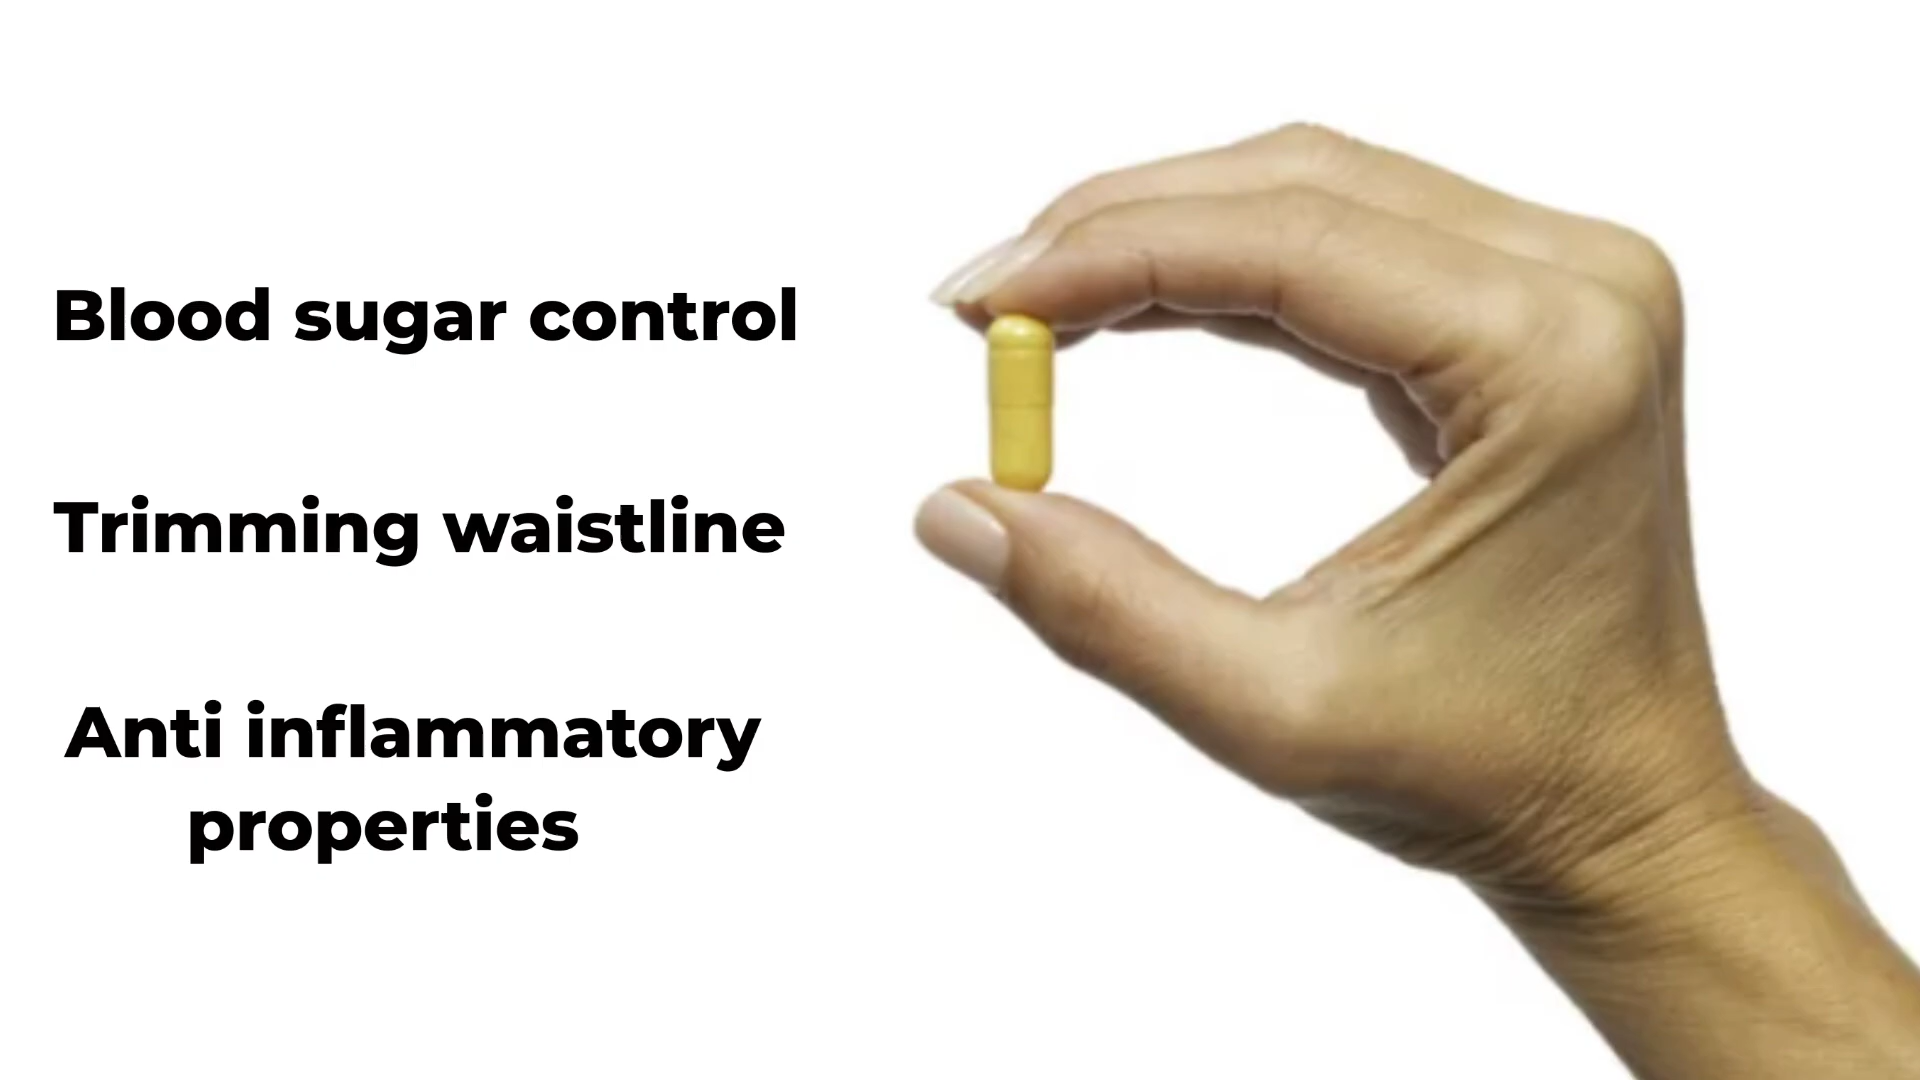 Blood sugar control
Trimming waistline
Anti inflammatory
properties